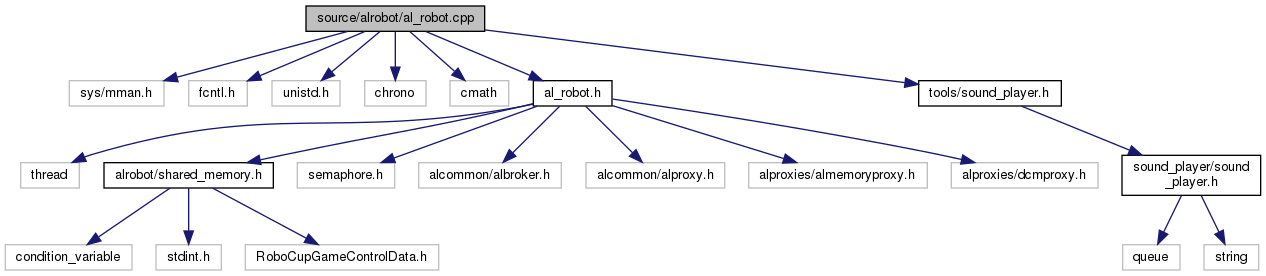 source/alrobot/al_robot.cpp
sys/mman.h
fcntl.h
unistd.h
chrono
cmath
al_robot.h
tools/sound_player.h
thread
alrobot/shared_memory.h
semaphore.h
alcommon/albroker.h
alcommon/alproxy.h
alproxies/almemoryproxy.h
alproxies/dcmproxy.h
sound_player/sound
_player.h
condition_variable
stdint.h
RoboCupGameControlData.h
queue
string